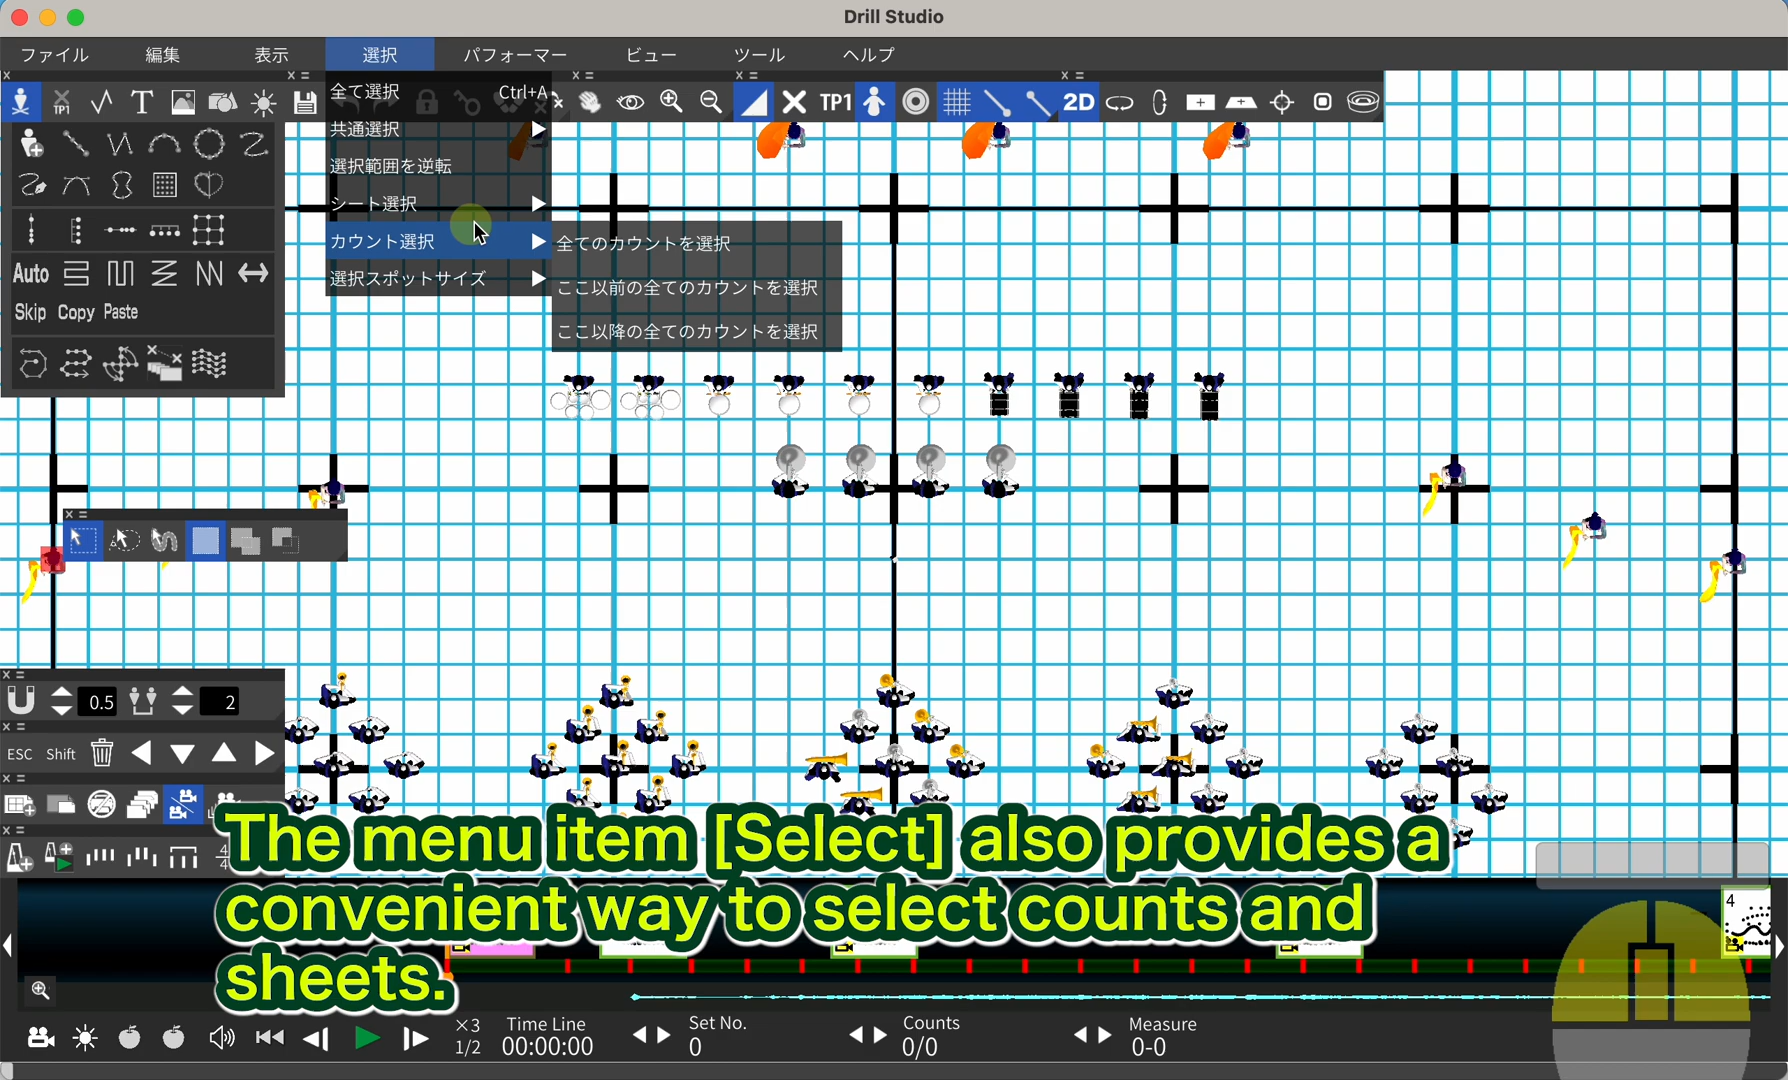 Drill Studio
ファイル 編集 表示 選択 パフォーマー ビュー ツール ヘルプ
全て選択 Ctrl+A
共通選択
選択範囲を逆転
シート選択
カウント選択
選択スポットサイズ
全てのカウントを選択
ここ以前の全てのカウントを選択
ここ以降の全てのカウントを選択
TP1
TP1
2D
Auto
Skip Copy Paste
0.5 2
ESC Shift
The menu item [Select] also provides a
convenient way to select counts and
sheets.
4
×3
1/2
Time Line
00:00:00
Set No.
0
Counts
0/0
Measure
0-0